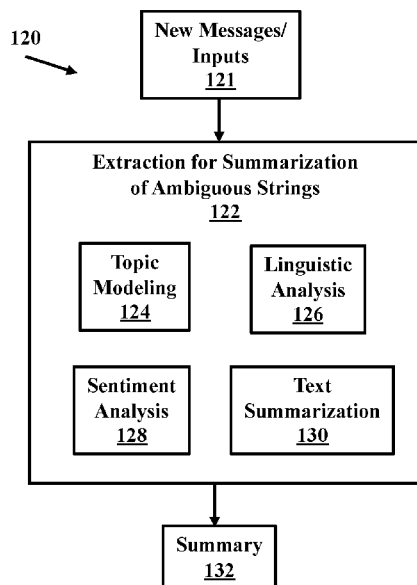 120
New Messages/
Inputs
121
Extraction for Summarization
of Ambiguous Strings
122
Topic
Modeling
124
Linguistic
Analysis
126
Sentiment
Analysis
128
Text
Summarization
130
Summary
132